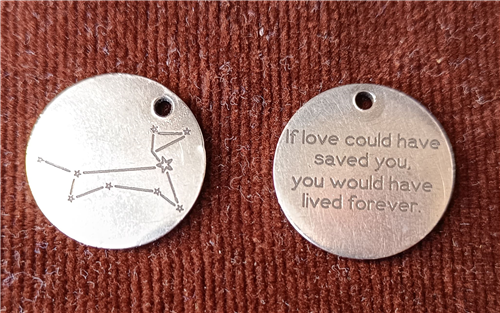 If love could have
saved you,
you would have
lived forever.